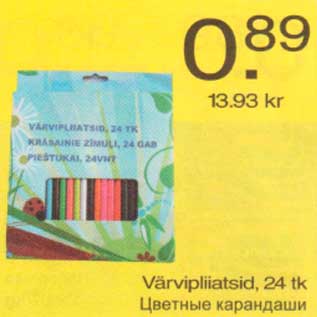 0.89
13.93 kr
VÄRVIPLIIATSID, 24 TK
KRĀSAINIE ZĪMUĻI, 24 GAB
PIEŠTUKAI, 24VNT
Värvipliiatsid, 24 tk
Цветные карандаши